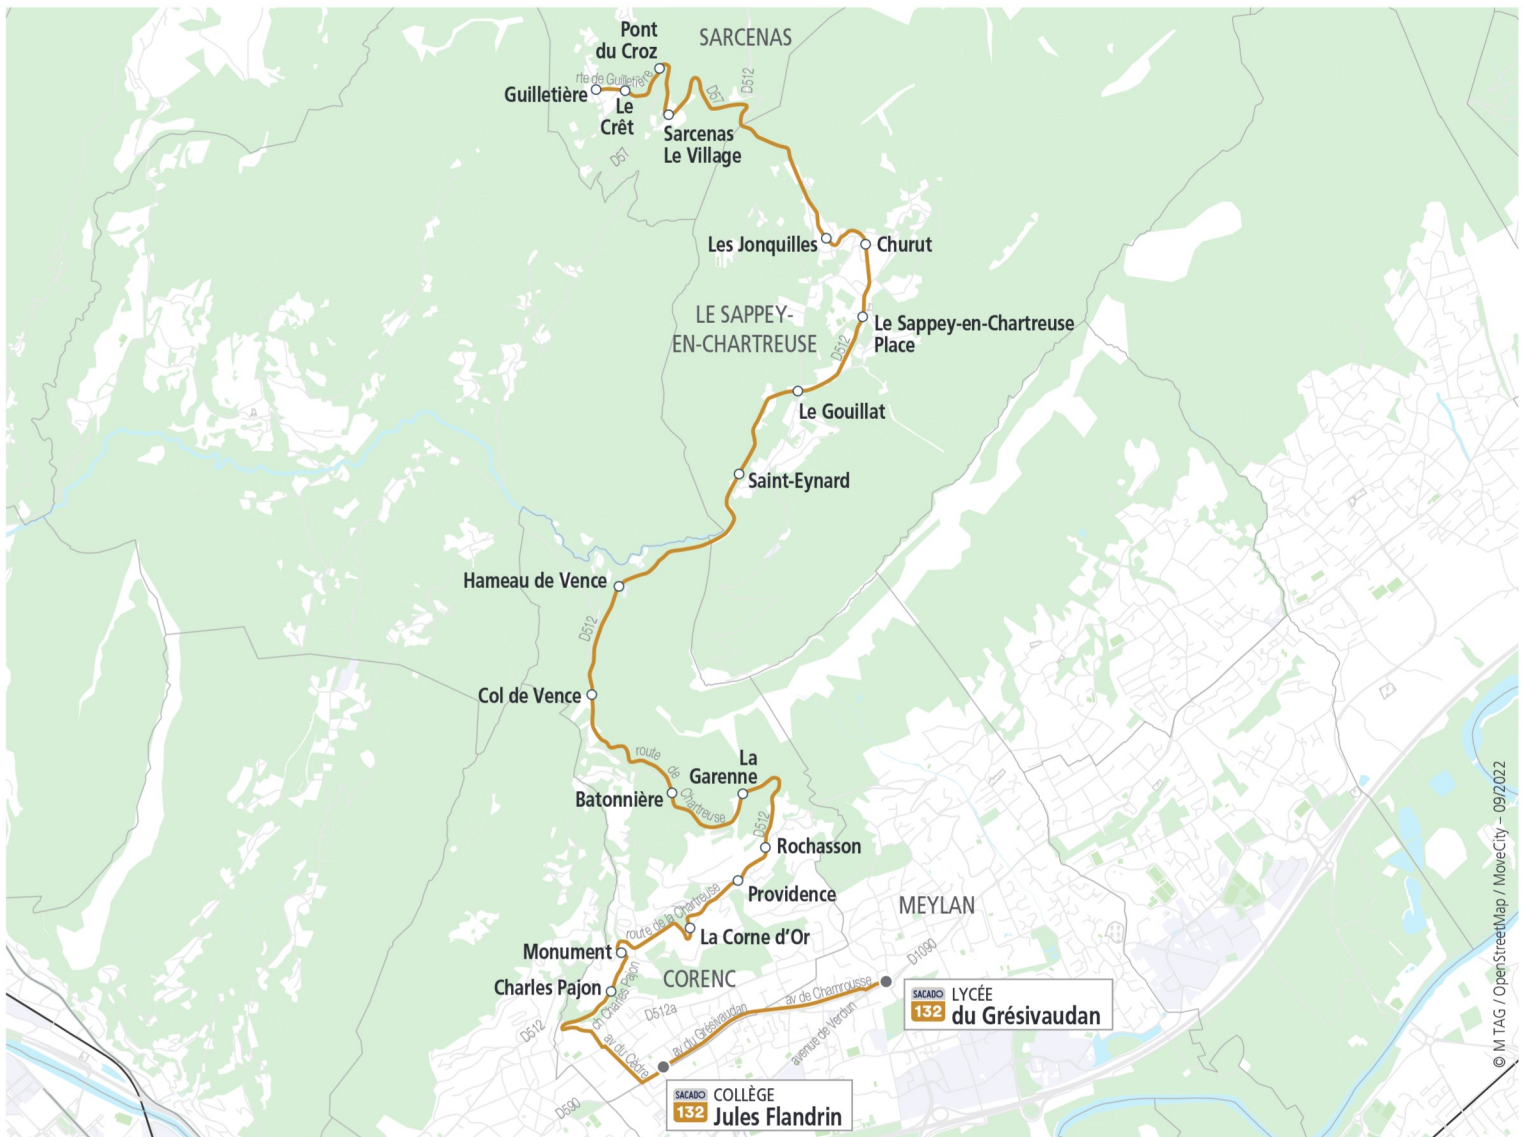 Pont
du Croz
SARCENAS
rte de Guilletière
D57
D512
Guilletière
Le
Crêt
Sarcenas
Le Village
D57
Les Jonquilles
Churut
LE SAPPEY-
EN-CHARTREUSE
Le Sappey-en-Chartreuse
Place
D512
Le Gouillat
Saint-Eynard
Hameau de Vence
D512
Col de Vence
route de Chartreuse
La
Garenne
Batonnière
D512
Rochasson
Providence
route de la Chartreuse
MEYLAN
La Corne d'Or
Monument
D1090
CORENC
Charles Pajon
ch Charles Pajon
av de Chamrousse
SACADO
132
LYCÉE
du Grésivaudan
D512a
av du Grésivaudan
avenue de Verdun
D512
av du Cèdre
SACADO
132
COLLÈGE
Jules Flandrin
D590
© M TAG / OpenStreetMap / MoveCity – 09/2022